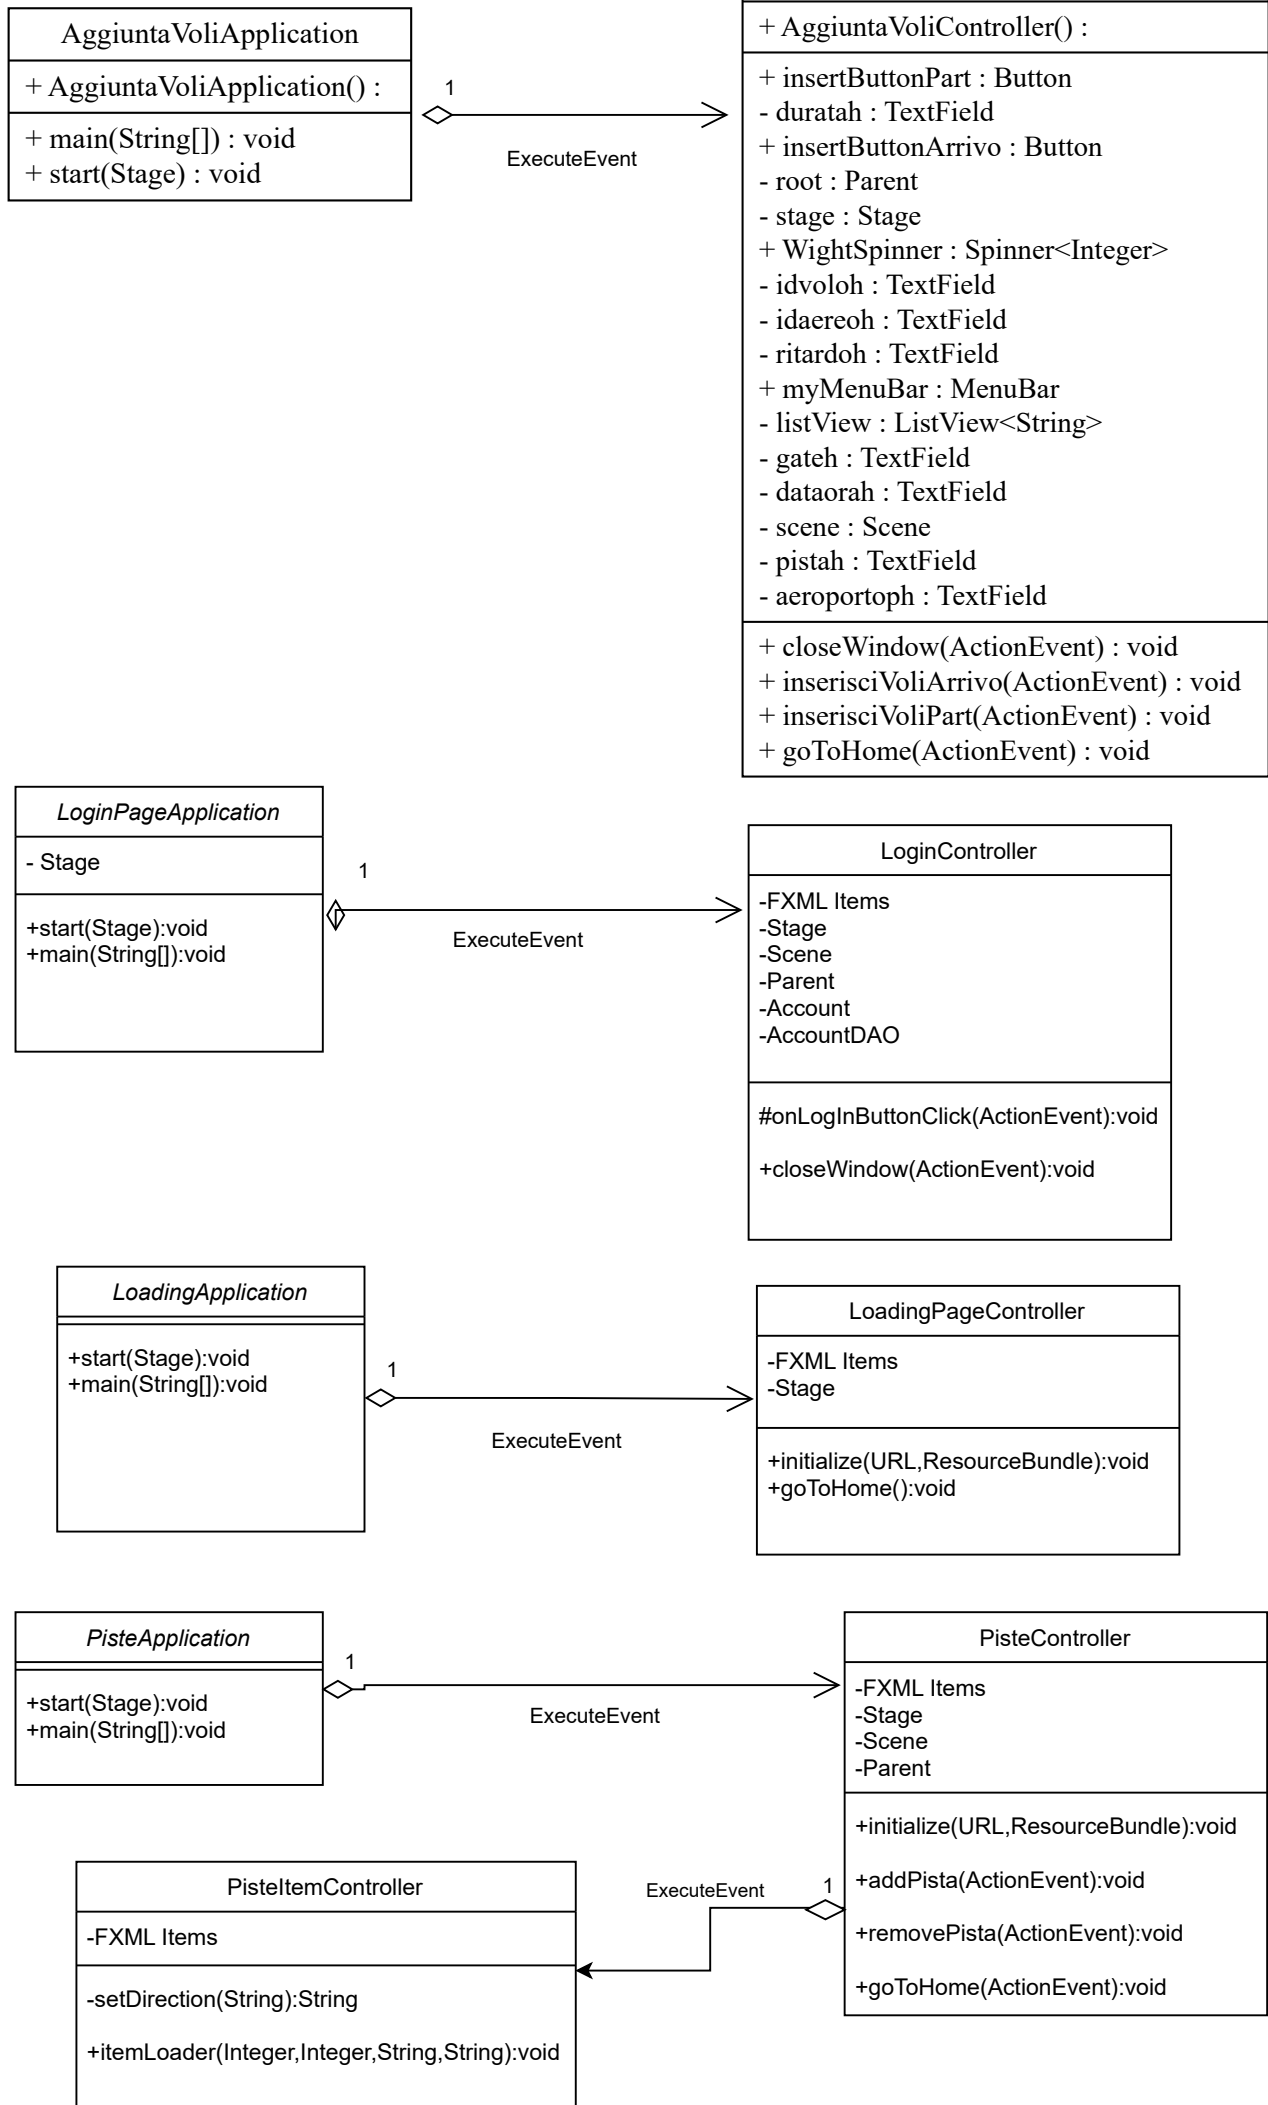 AggiuntaVoliApplication
+ AggiuntaVoliApplication() :
+ main(String[]) : void
+ start(Stage) : void
1
ExecuteEvent
+ AggiuntaVoliController() :
+ insertButtonPart : Button
- duratah : TextField
+ insertButtonArrivo : Button
- root : Parent
- stage : Stage
+ WightSpinner : Spinner<Integer>
- idvoloh : TextField
- idaereoh : TextField
- ritardoh : TextField
+ myMenuBar : MenuBar
- listView : ListView<String>
- gateh : TextField
- dataorah : TextField
- scene : Scene
- pistah : TextField
- aeroportoph : TextField
+ closeWindow(ActionEvent) : void
+ inserisciVoliArrivo(ActionEvent) : void
+ inserisciVoliPart(ActionEvent) : void
+ goToHome(ActionEvent) : void
LoginPageApplication
- Stage
+start(Stage):void
+main(String[]):void
1
ExecuteEvent
LoginController
-FXML Items
-Stage
-Scene
-Parent
-Account
-AccountDAO
#onLogInButtonClick(ActionEvent):void
+closeWindow(ActionEvent):void
LoadingApplication
+start(Stage):void
+main(String[]):void
1
ExecuteEvent
LoadingPageController
-FXML Items
-Stage
+initialize(URL,ResourceBundle):void
+goToHome():void
PisteApplication
+start(Stage):void
+main(String[]):void
1
ExecuteEvent
PisteController
-FXML Items
-Stage
-Scene
-Parent
+initialize(URL,ResourceBundle):void
+addPista(ActionEvent):void
+removePista(ActionEvent):void
+goToHome(ActionEvent):void
1
ExecuteEvent
PisteItemController
-FXML Items
-setDirection(String):String
+itemLoader(Integer,Integer,String,String):void